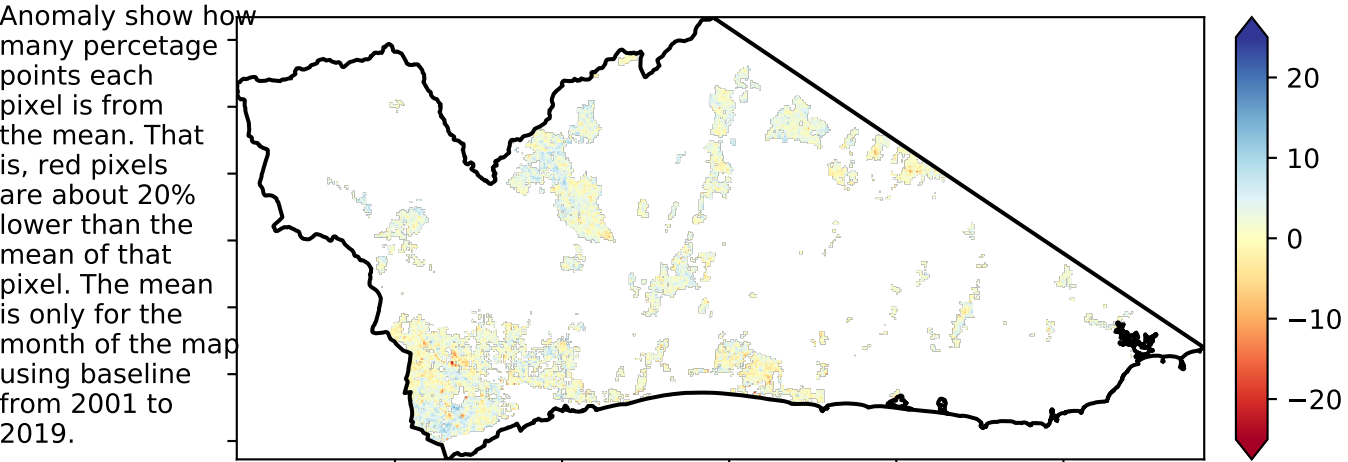 Anomaly show how
many percetage
points each
pixel is from
the mean. That
is, red pixels
are about 20%
lower than the
mean of that
pixel. The mean
is only for the
month of the map
using baseline
from 2001 to
2019.
20
10
0
−10
−20